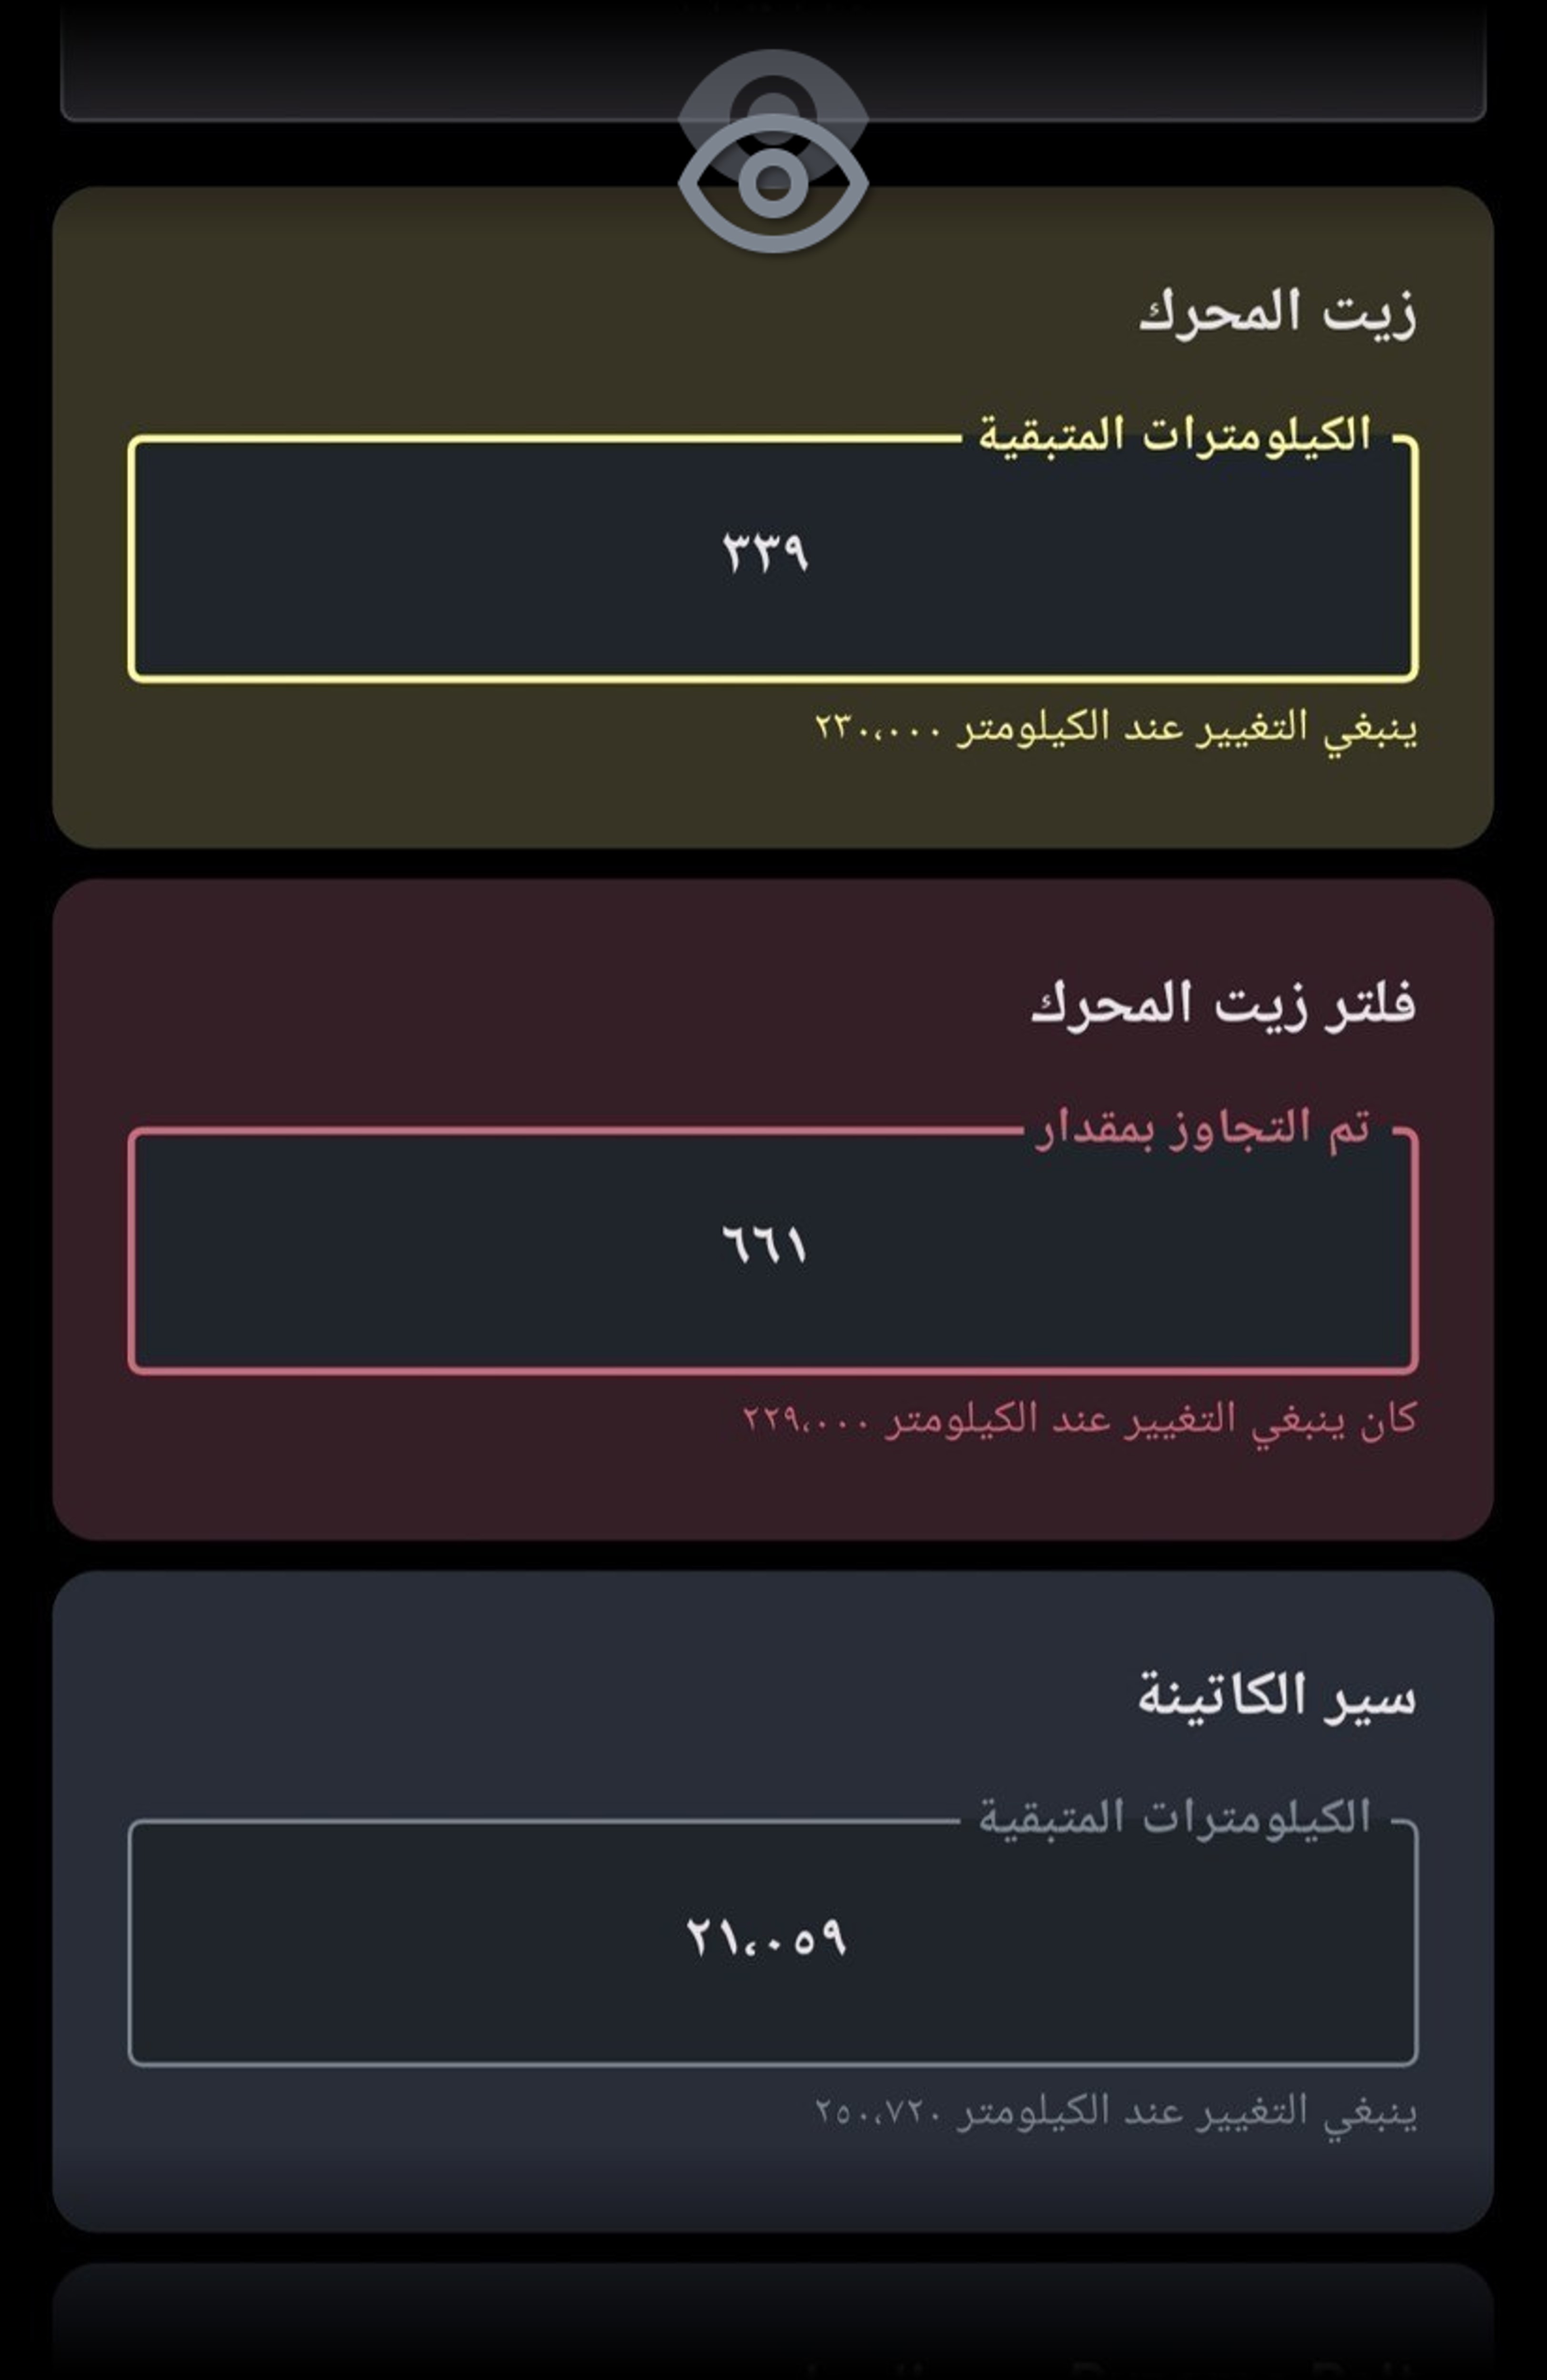 زيت المحرك
الكيلومترات المتبقية
٣٣٩
ينبغي التغيير عند الكيلومتر ٢٣٠،٠٠٠
فلتر زيت المحرك
تم التجاوز بمقدار
٦٦١
كان ينبغي التغيير عند الكيلومتر ٢٢٩،٠٠٠
سير الكاتينة
الكيلومترات المتبقية
٢١،٠٥٩
ينبغي التغيير عند الكيلومتر ٢٥٠،٧٢٠